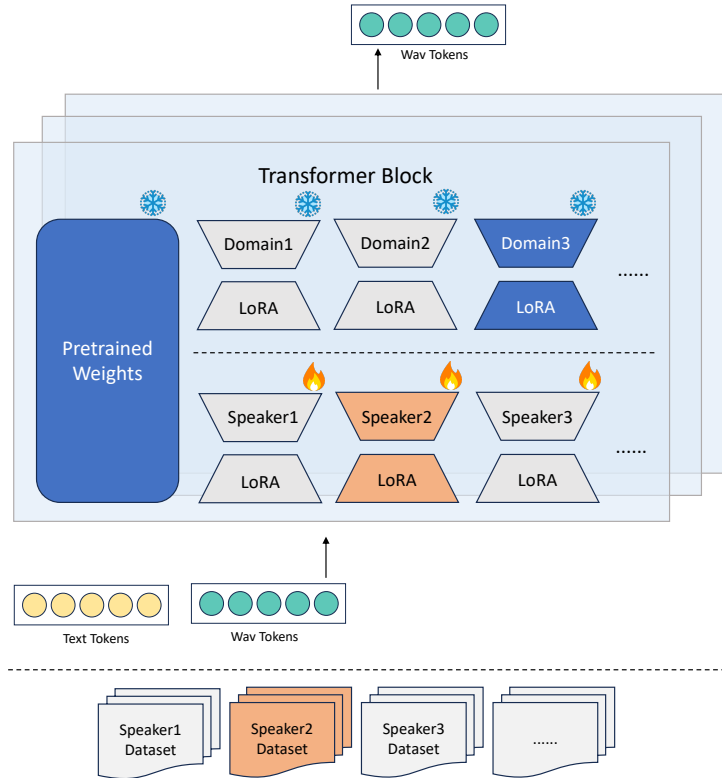 Wav Tokens
Transformer Block
Domain1
Domain2
Domain3
LoRA
LoRA
LoRA
......
Pretrained
Weights
Speaker1
Speaker2
Speaker3
LoRA
LoRA
LoRA
......
Text Tokens
Wav Tokens
Speaker1
Dataset
Speaker2
Dataset
Speaker3
Dataset
......